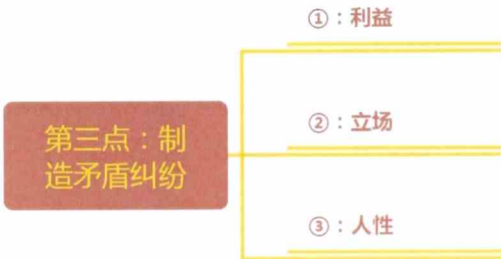 第三点：制
造矛盾纠纷
①：利益
②：立场
③：人性